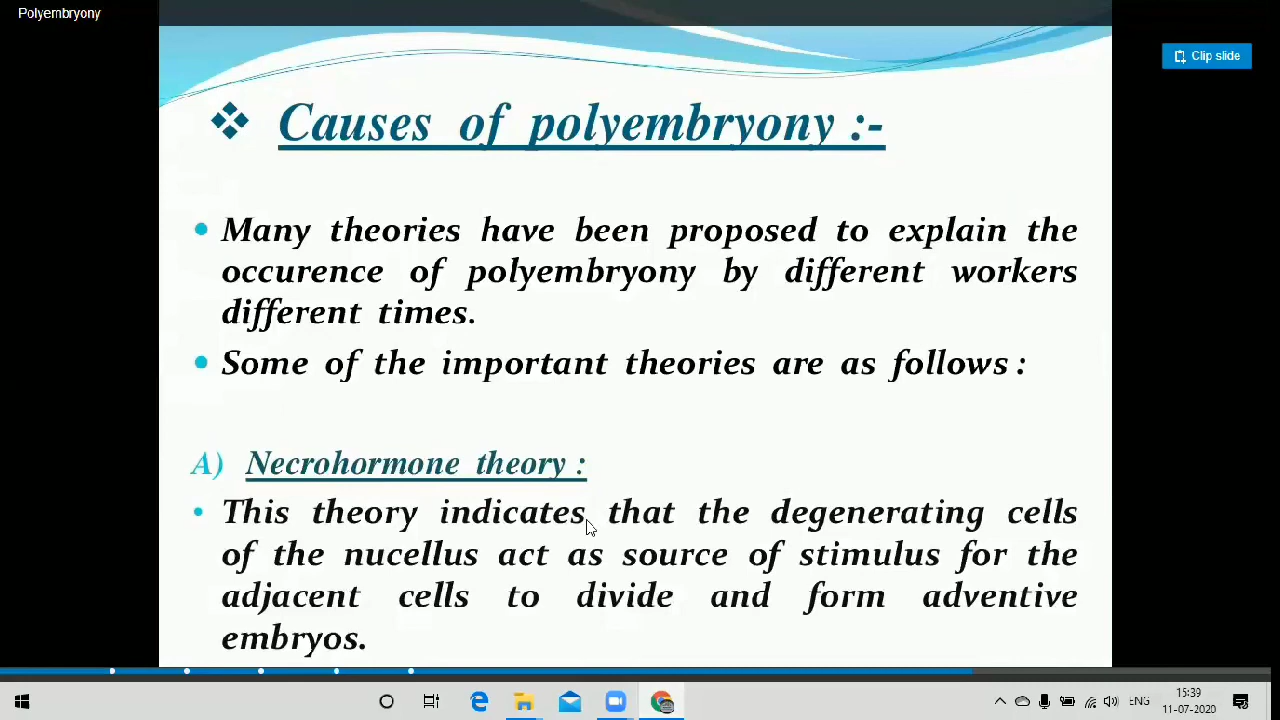 Polyembryony
Clip slide
Causes of polyembryony :-
Many theories have been proposed to explain the
occurence of polyembryony by different workers
different times.
Some of the important theories are as follows :
A) Necrohormone theory :
This theory indicates that the degenerating cells
of the nucellus act as source of stimulus for the
adjacent cells to divide and form adventive
embryos.
ENG
15:39
11-07-2020